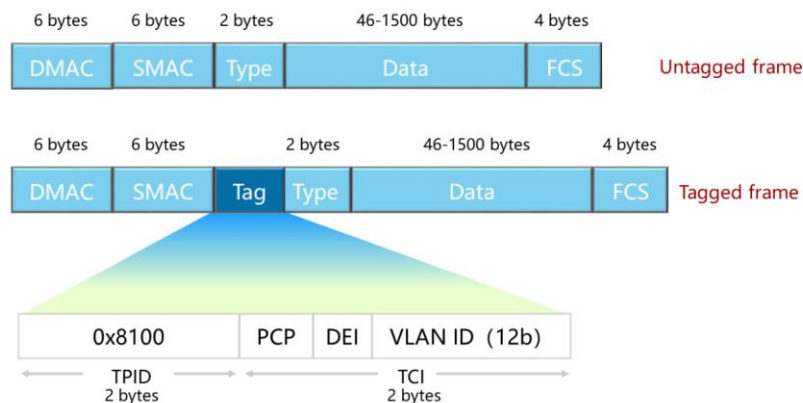 6 bytes 6 bytes 2 bytes 46-1500 bytes 4 bytes
DMAC SMAC Type Data FCS Untagged frame
6 bytes 6 bytes 2 bytes 46-1500 bytes 4 bytes
DMAC SMAC Tag Type Data FCS Tagged frame
0x8100 PCP DEI VLAN ID (12b)
TPID TCI
2 bytes 2 bytes